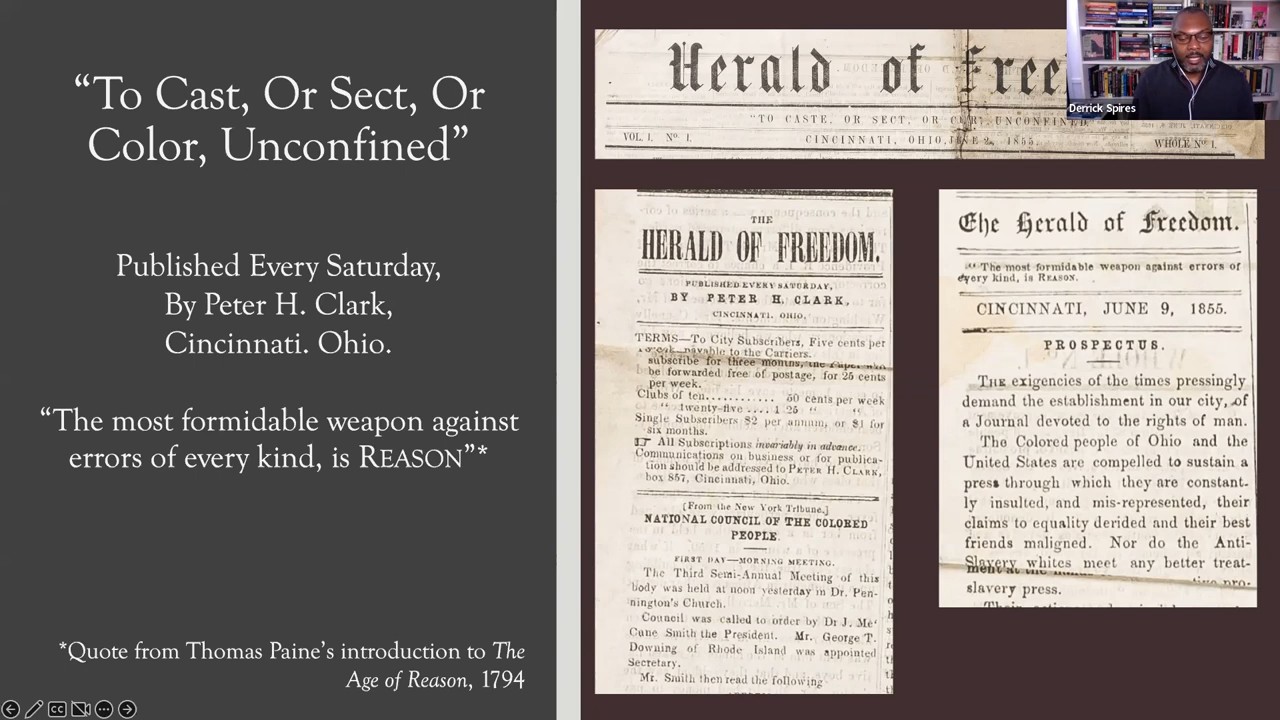 “To Cast, Or Sect, Or
Color, Unconfined”
Published Every Saturday,
By Peter H. Clark,
Cincinnati. Ohio.
“The most formidable weapon against
errors of every kind, is REASON”*
*Quote from Thomas Paine’s introduction to The
Age of Reason, 1794
Herald of
"TO CASTE, OR SECT, OR UNCONFINED
VOL. I. No. 1.
CINCINNATI, OHIO, JUNE 2, 1855.
WHOLE No 1.
Derrick Spires
THE
HERALD OF FREEDOM.
PUBLISHED EVERY SATURDAY,
BY PETER H. CLARK,
CINCINNATI, OHIO,
TERMS—To City Subscribers, Five cents per
payable to the Carriers.
subscribe for three months, the
be forwarded free of postage, for 25 cents
per week.
Clubs of ten........... 50 cents per week
“ twenty-five .... 1 25 “ “
Single Subscribers $2 per annum, or $1 for
six months.
☞ All Subscriptions invariably in advance.
Communications on business or for publica-
tion should be addressed to PETER H. CLARK,
box 857, Cincinnati, Ohio.
[From the New York Tribune.]
NATIONAL COUNCIL OF THE COLORED
PEOPLE.
FIRST DAY—MORNING MEETING.
The Third Semi-Annual Meeting of this
body was held at noon yesterday in Dr. Pen-
nington's Church.
Council was called to order by Dr J. Mc'
Cune Smith the President. Mr. George T.
Downing of Rhode Island was appointed
Secretary.
Mr. Smith then read the following
The Herald of Freedom.
“ The most formidable weapon against errors of
every kind, is REASON.
CINCINNATI, JUNE 9, 1855.
PROSPECTUS.
THE exigencies of the times pressingly
demand the establishment in our city, of
a Journal devoted to the rights of man.
The Colored people of Ohio and the
United States are compelled to sustain a
press through which they are constant-
ly insulted, and mis-represented, their
claims to equality derided and their best
friends maligned. Nor do the Anti-
Slavery whites meet any better treat-
ment at the
slavery press.
CC